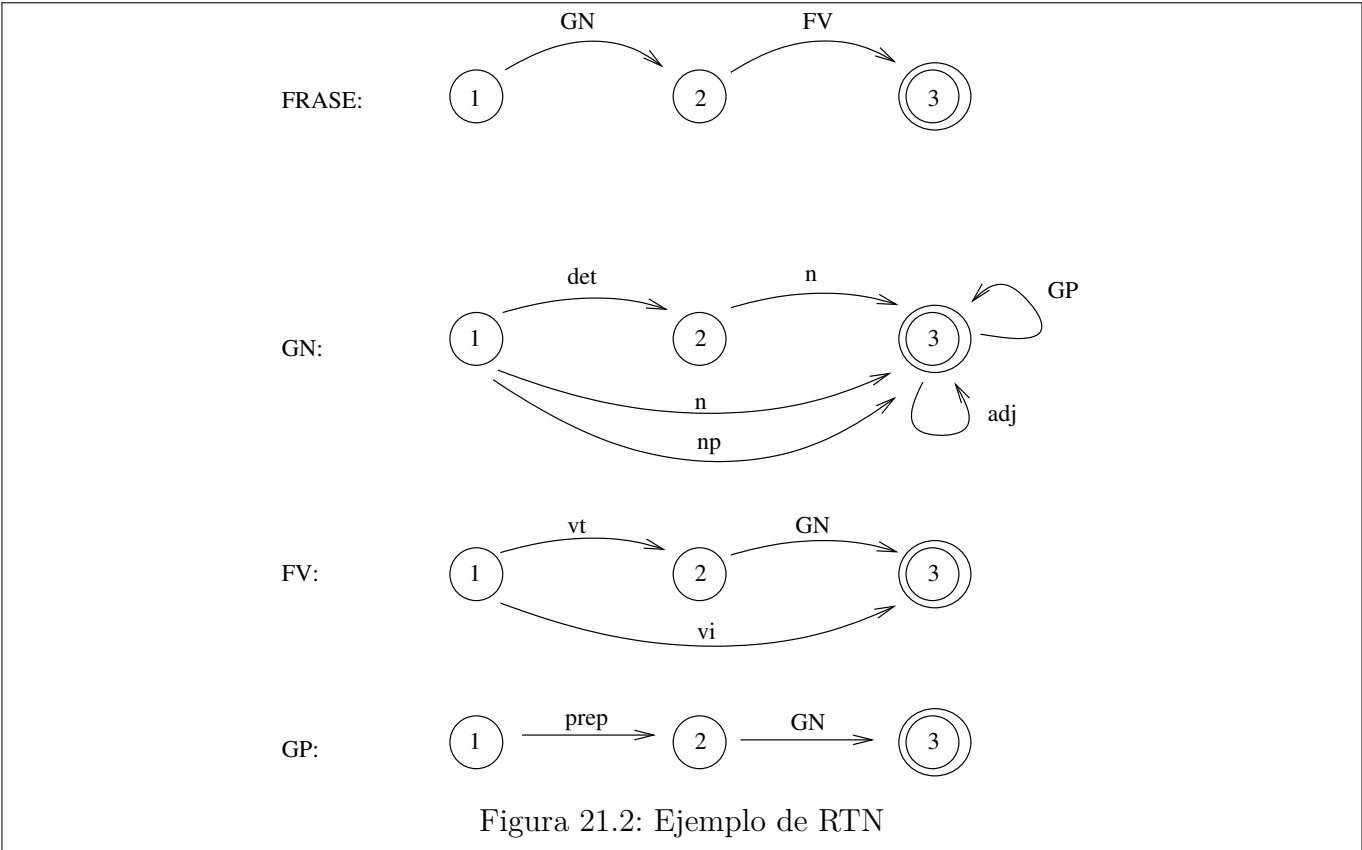 GN FV
FRASE: 1 2 3
det n GP
GN: 1 2 3
n adj
np
vt GN
FV: 1 2 3
vi
prep GN
GP: 1 2 3
Figura 21.2: Ejemplo de RTN